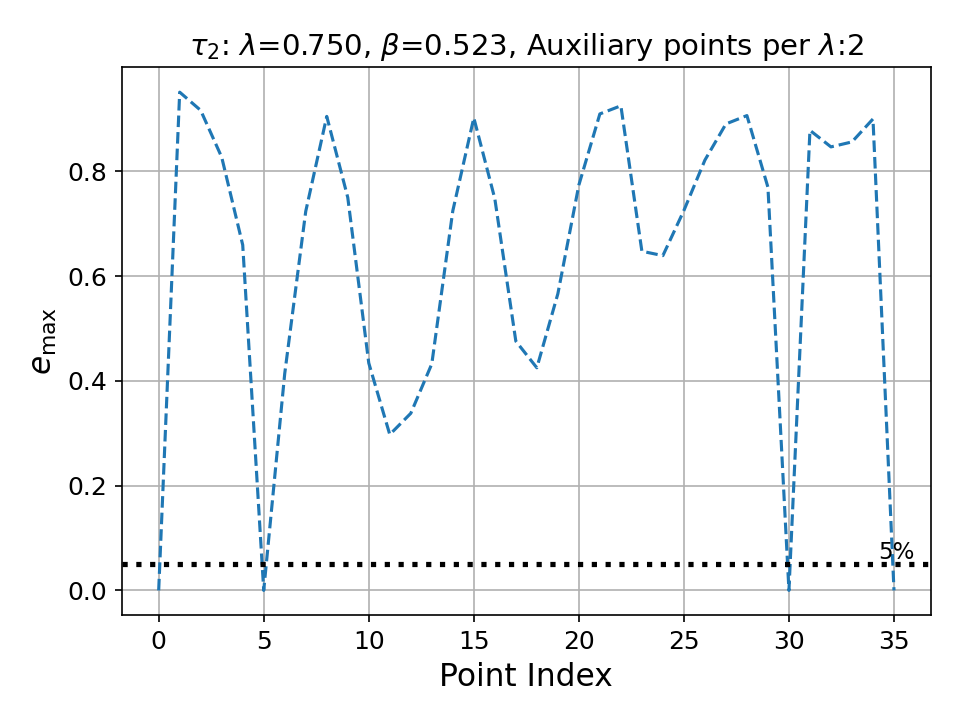 τ₂: λ=0.750, β=0.523, Auxiliary points per λ:2
0.8
0.6
0.4
0.2
0.0
e_max
5%
0 5 10 15 20 25 30 35
Point Index